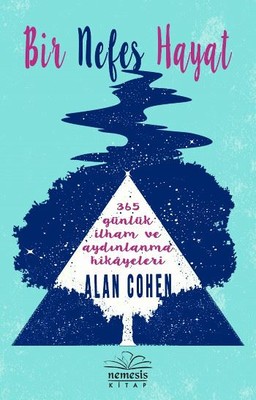 Bir Nefes Hayat
365
günlük
ilham ve
aydınlanma
hikâyeleri
ALAN COHEN
nemesis
KİTAP